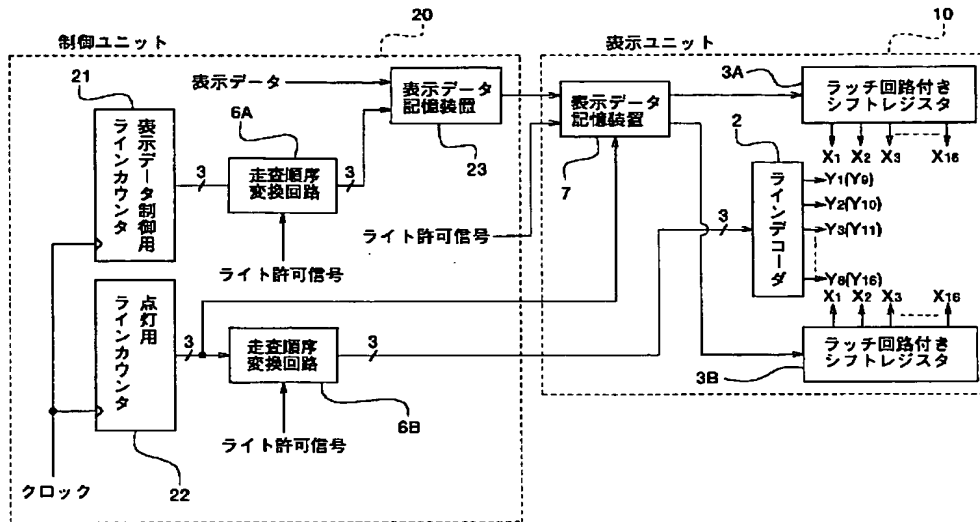 20
10
制御ユニット
表示ユニット
21
表示データ制御用
ラインカウンタ
表示データ
6A
3
走査順序
変換回路
3
ライト許可信号
表示データ
記憶装置
23
表示データ
記憶装置
7
ライト許可信号
3A
ラッチ回路付き
シフトレジスタ
X1 X2 X3 X16
2
3
ラインデコーダ
Y1(Y9)
Y2(Y10)
Y3(Y11)
Y8(Y16)
X1 X2 X3 X16
ラッチ回路付き
シフトレジスタ
3B
点灯用
ラインカウンタ
3
走査順序
変換回路
3
6B
ライト許可信号
22
クロック